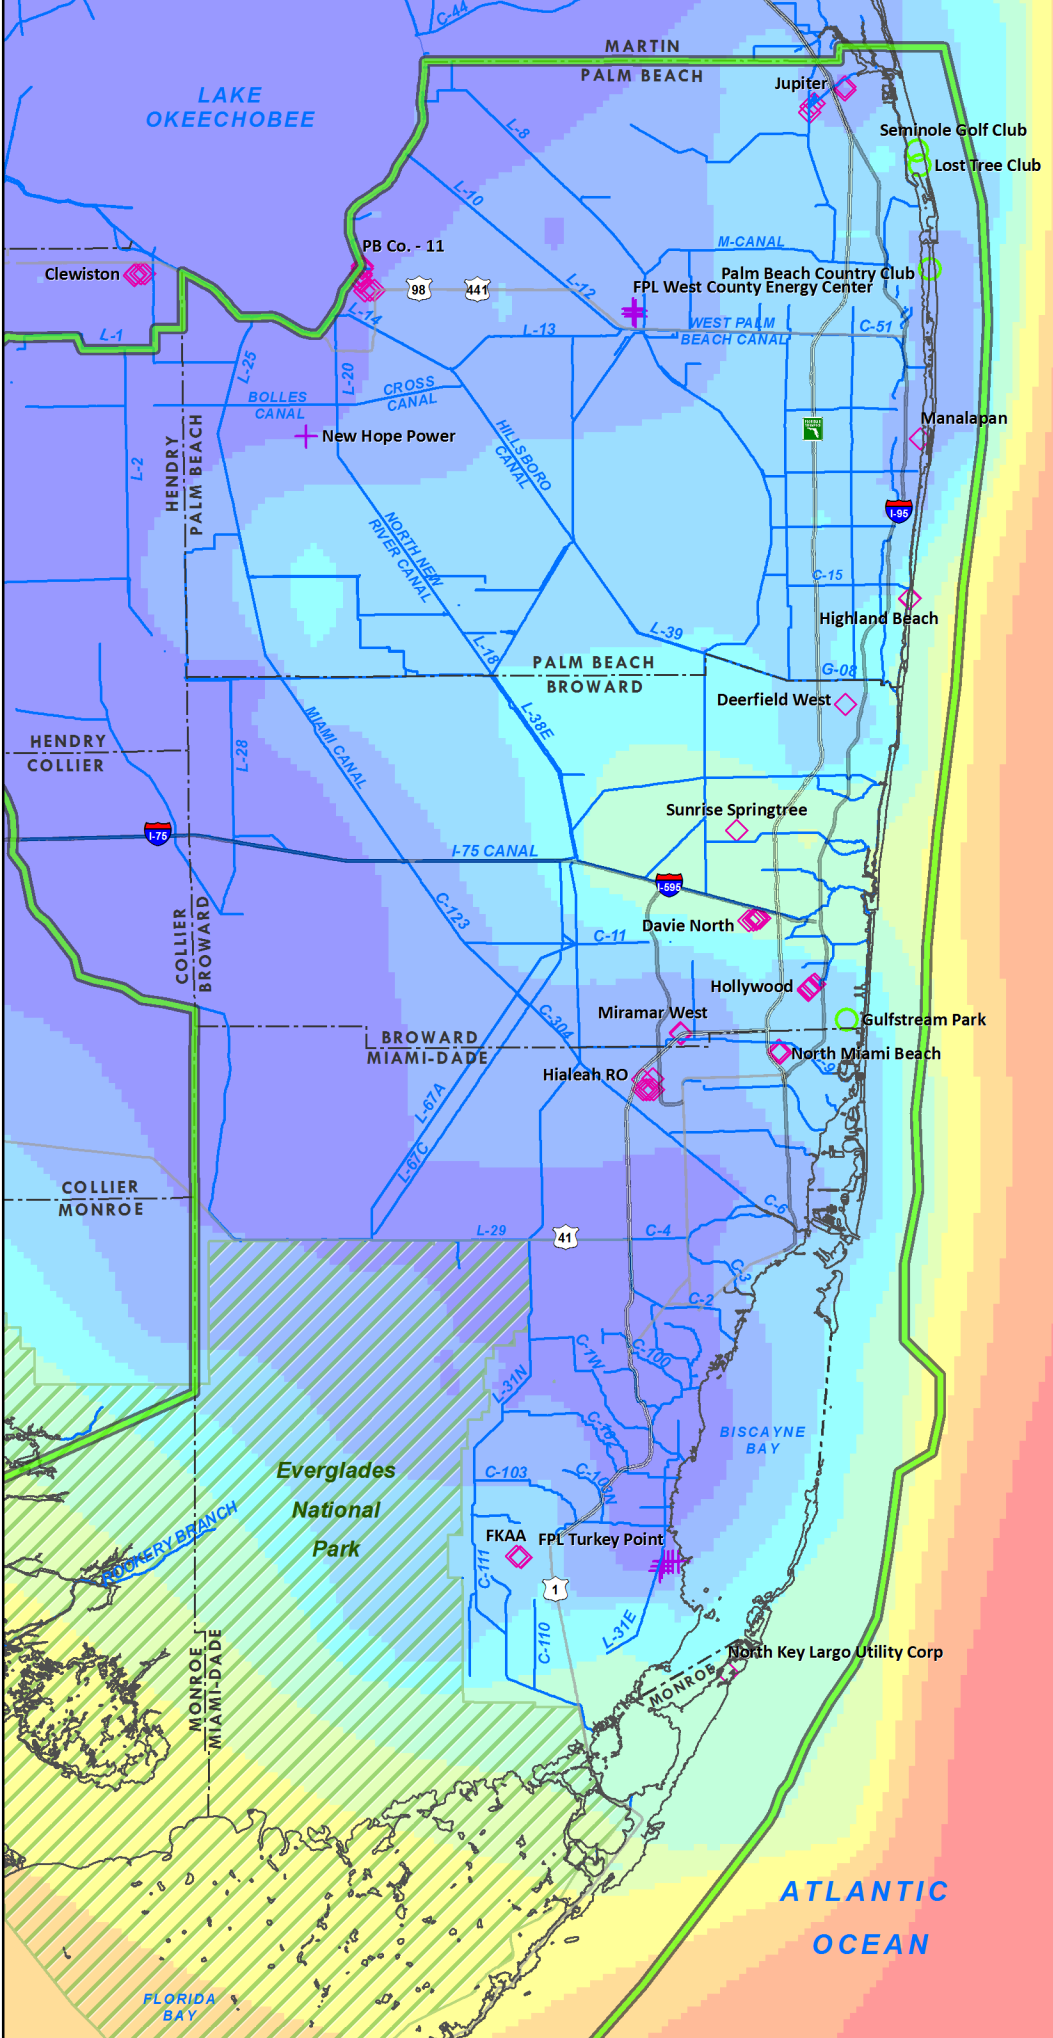 C-44
MARTIN
PALM BEACH
LAKE
OKEECHOBEE
Jupiter
L-8
Seminole Golf Club
Lost Tree Club
L-10
M-CANAL
PB Co. - 11
Clewiston
Palm Beach Country Club
98
441
L-12
FPL West County Energy Center
L-14
L-13
WEST PALM
BEACH CANAL
C-51
L-1
L-25
L-20
CROSS
CANAL
BOLLES
CANAL
HENDRY
PALM BEACH
New Hope Power
L-2
HILLSBORO
CANAL
Manalapan
I-95
NORTH NEW
RIVER CANAL
C-15
Highland Beach
L-18
L-39
PALM BEACH
BROWARD
G-08
Deerfield West
L-38E
MIAMI CANAL
L-28
HENDRY
COLLIER
Sunrise Springtree
I-75
I-75 CANAL
I-595
C-123
Davie North
COLLIER
BROWARD
C-11
Hollywood
C-304
Miramar West
Gulfstream Park
BROWARD
MIAMI-DADE
North Miami Beach
Hialeah RO
L-67A
L-67C
COLLIER
MONROE
C-6
L-29
41
C-4
C-3
C-2
C-1W
C-100
L-31N
C-102
BISCAYNE
BAY
Everglades
National
Park
C-103
C-103N
ROOKERY BRANCH
FKAA
FPL Turkey Point
C-111
1
L-31E
C-110
MONROE
MIAMI-DADE
North Key Largo Utility Corp
MONROE
ATLANTIC
OCEAN
FLORIDA
BAY